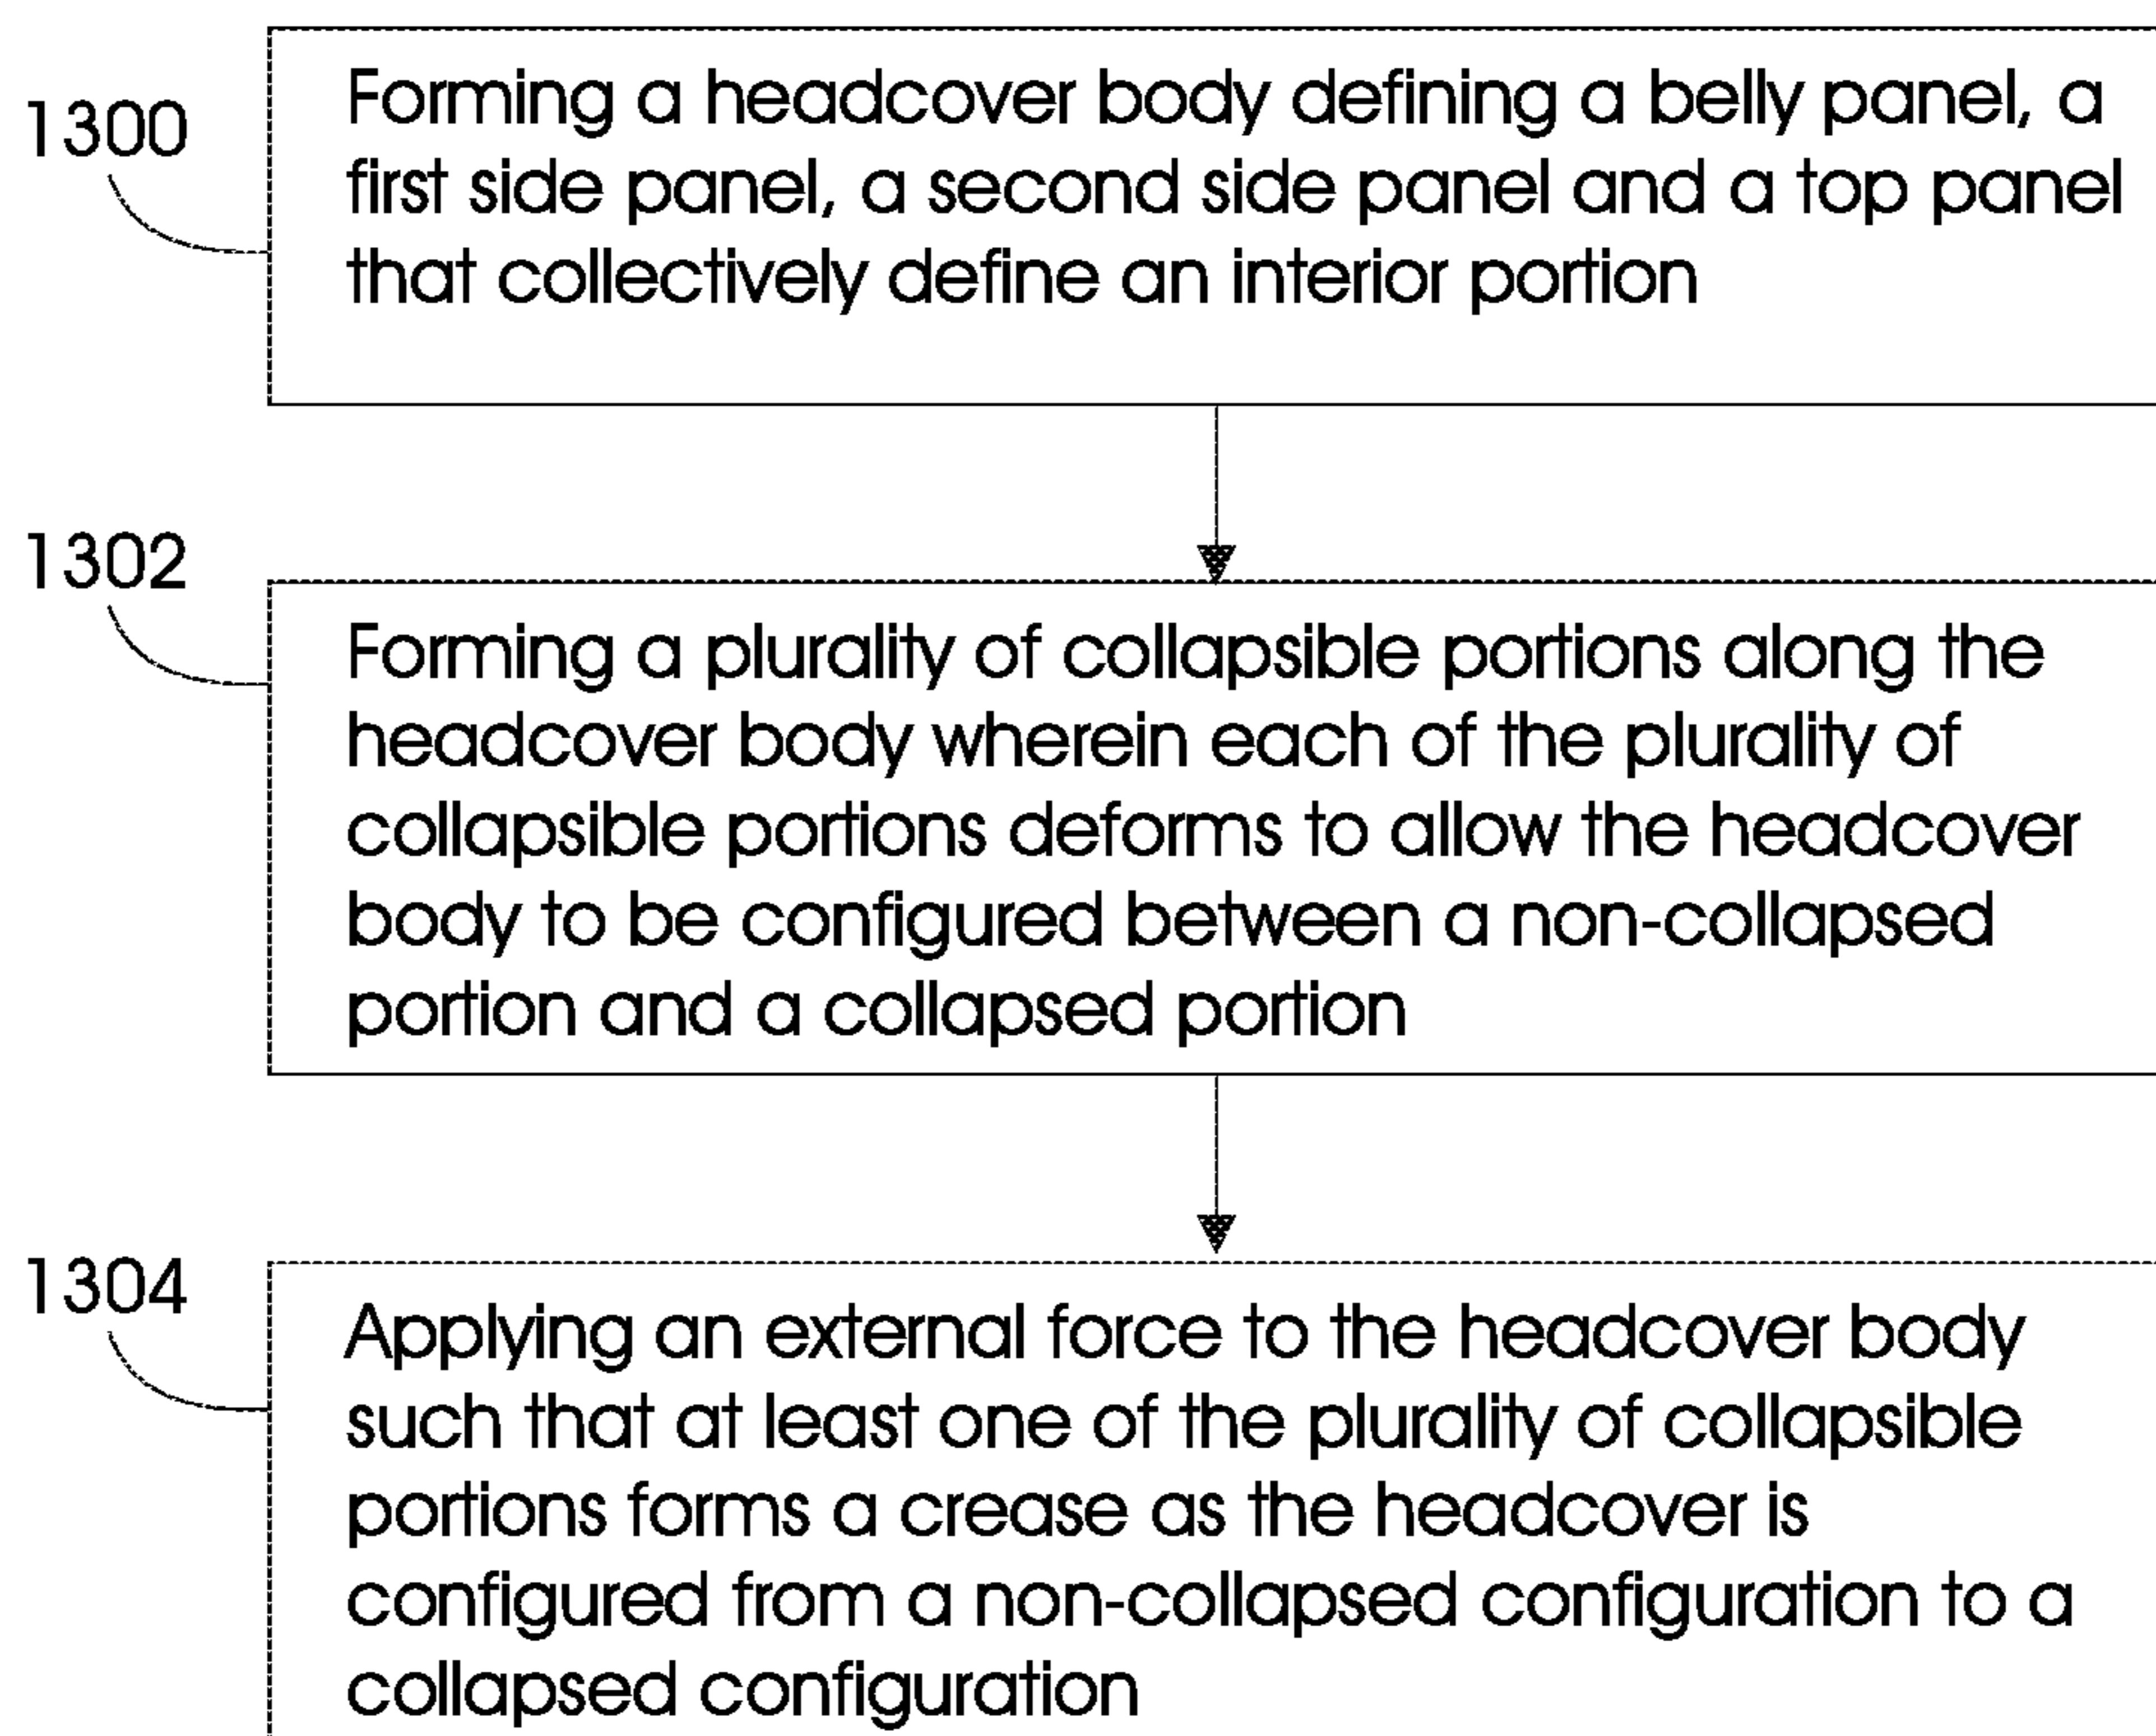 1300
Forming a headcover body defining a belly panel, a
first side panel, a second side panel and a top panel
that collectively define an interior portion
1302
Forming a plurality of collapsible portions along the
headcover body wherein each of the plurality of
collapsible portions deforms to allow the headcover
body to be configured between a non-collapsed
portion and a collapsed portion
1304
Applying an external force to the headcover body
such that at least one of the plurality of collapsible
portions forms a crease as the headcover is
configured from a non-collapsed configuration to a
collapsed configuration